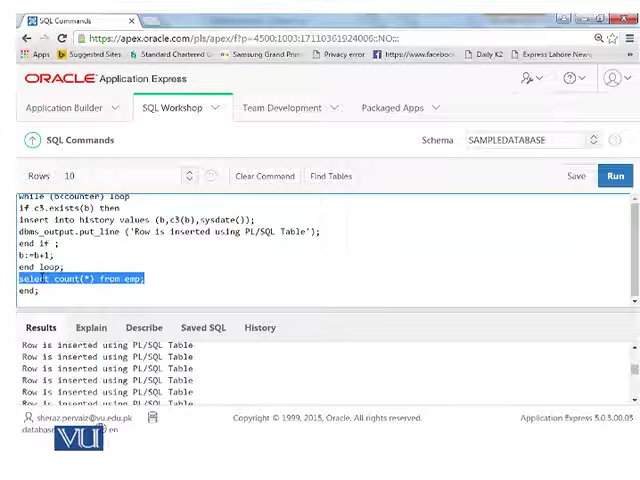 SQL Commands
https://apex.oracle.com/pls/apex/f?p=4500:1003:17110361924006::NO:::
Apps Suggested Sites Standard Chartered Samsung Grand Prim Privacy error https://www.facebook Daily K2 Express Lahore News
ORACLE Application Express
Application Builder SQL Workshop Team Development Packaged Apps
SQL Commands Schema SAMPLEDATABASE
Rows 10 Clear Command Find Tables Save Run
while (b<counter) loop
if c3.exists(b) then
insert into history values (b,c3(b),sysdate());
dbms_output.put_line ('Row is inserted using PL/SQL Table');
end if ;
b:=b+1;
end loop;
select count(*) from emp;
end;
Results Explain Describe Saved SQL History
Row is inserted using PL/SQL Table
Row is inserted using PL/SQL Table
Row is inserted using PL/SQL Table
Row is inserted using PL/SQL Table
Row is inserted using PL/SQL Table
Row is inserted using PL/SQL Table
sheraz.pervaiz@vu.edu.pk Copyright © 1999, 2015, Oracle. All rights reserved. Application Express 5.0.3.00.03
database en
VU